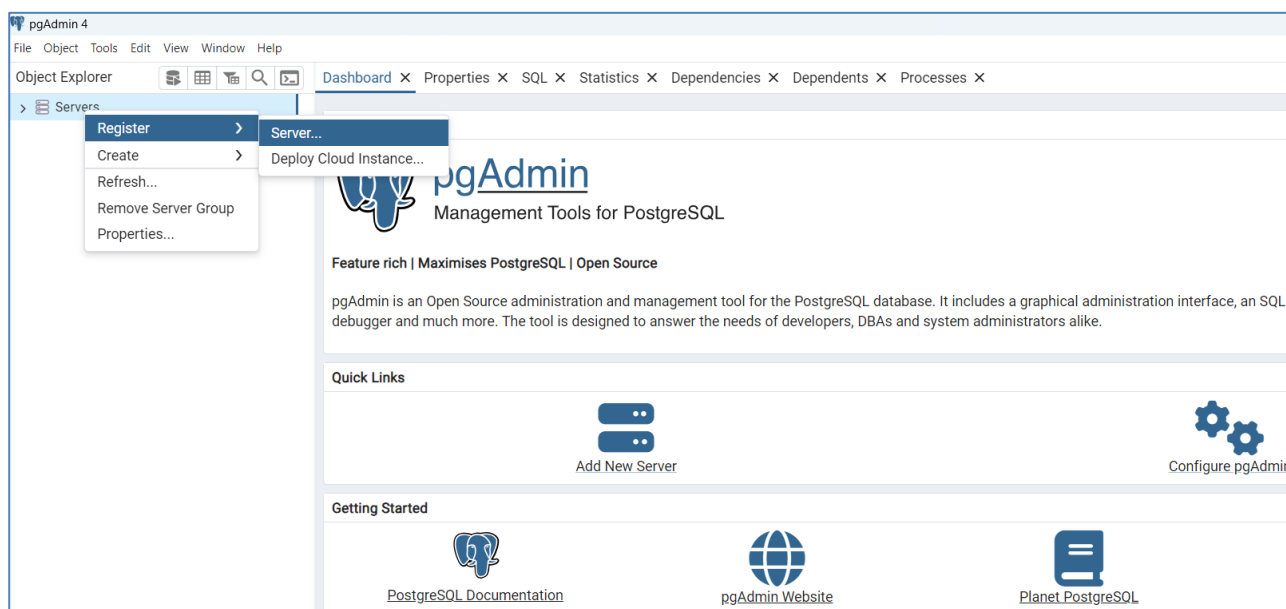 pgAdmin 4
File Object Tools Edit View Window Help
Object Explorer
Dashboard Properties SQL Statistics Dependencies Dependents Processes
Servers
Register
Server...
Create
Deploy Cloud Instance...
Refresh...
Remove Server Group
Properties...
pgAdmin
Management Tools for PostgreSQL
Feature rich | Maximises PostgreSQL | Open Source
pgAdmin is an Open Source administration and management tool for the PostgreSQL database. It includes a graphical administration interface, an SQL
debugger and much more. The tool is designed to answer the needs of developers, DBAs and system administrators alike.
Quick Links
Add New Server
Configure pgAdmin
Getting Started
PostgreSQL Documentation
pgAdmin Website
Planet PostgreSQL